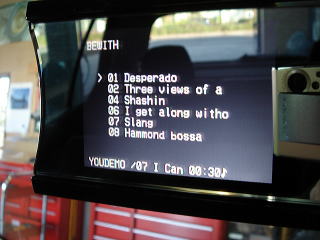 BEWITH
> 01 Desperado
02 Three views of a
04 Shashin
06 I get along witho
07 Slang
08 Hammond bossa
YOUDEMO /07 I Can 00:30♪